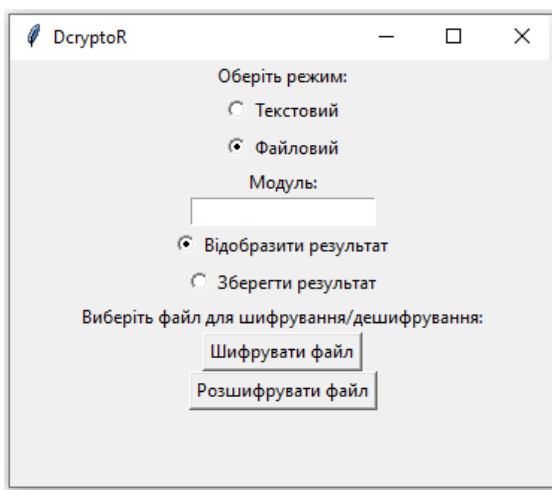 DcryptoR
Оберіть режим:
Текстовий
Файловий
Модуль:
Відобразити результат
Зберегти результат
Виберіть файл для шифрування/дешифрування:
Шифрувати файл
Розшифрувати файл